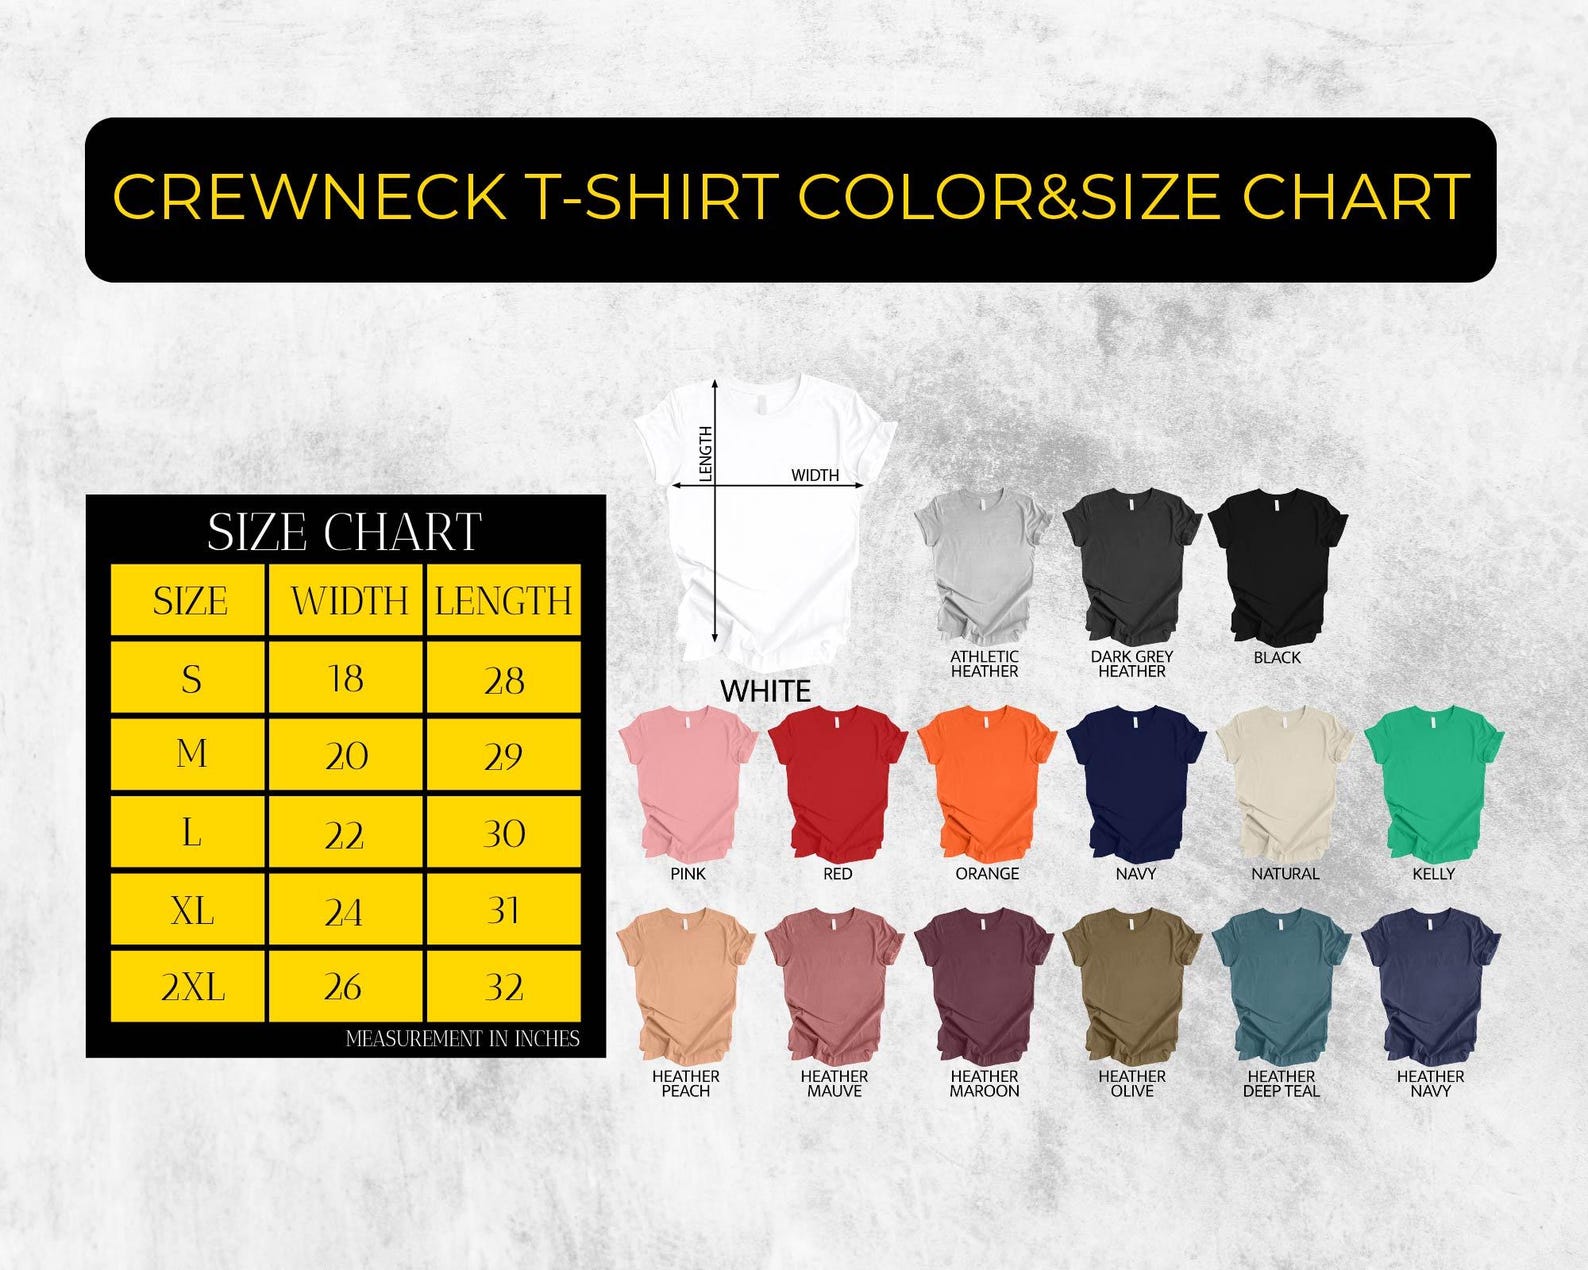 CREWNECK T-SHIRT COLOR&SIZE CHART
SIZE CHART
SIZE WIDTH LENGTH
S 18 28
M 20 29
L 22 30
XL 24 31
2XL 26 32
MEASUREMENT IN INCHES
LENGTH
WIDTH
WHITE
ATHLETIC
HEATHER
DARK GREY
HEATHER
BLACK
PINK
RED
ORANGE
NAVY
NATURAL
KELLY
HEATHER
PEACH
HEATHER
MAUVE
HEATHER
MAROON
HEATHER
OLIVE
HEATHER
DEEP TEAL
HEATHER
NAVY